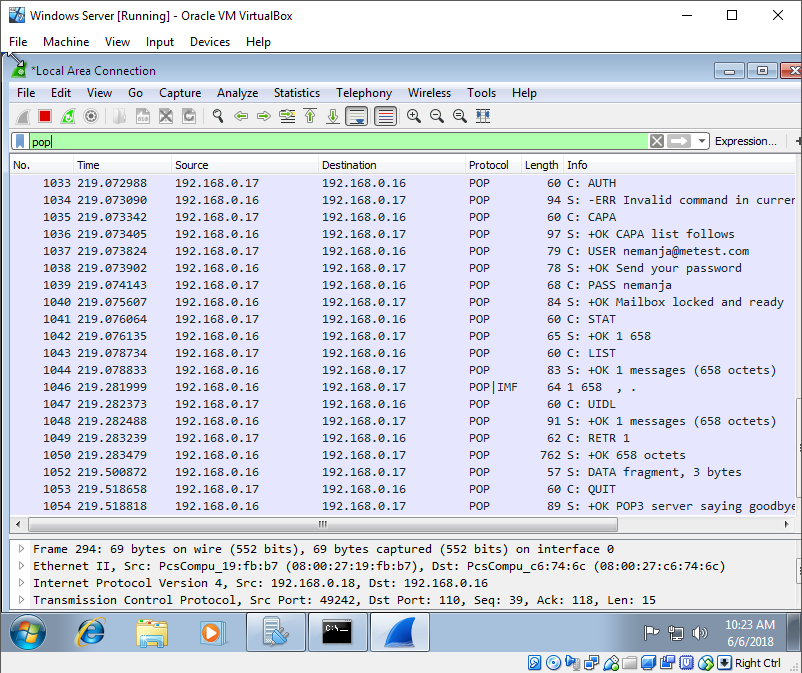 Windows Server [Running] - Oracle VM VirtualBox
File Machine View Input Devices Help
*Local Area Connection
File Edit View Go Capture Analyze Statistics Telephony Wireless Tools Help
pop
Expression...
No. Time Source Destination Protocol Length Info
1033 219.072988 192.168.0.17 192.168.0.16 POP 60 C: AUTH
1034 219.073090 192.168.0.16 192.168.0.17 POP 94 S: -ERR Invalid command in curren
1035 219.073342 192.168.0.17 192.168.0.16 POP 60 C: CAPA
1036 219.073405 192.168.0.16 192.168.0.17 POP 97 S: +OK CAPA list follows
1037 219.073824 192.168.0.17 192.168.0.16 POP 79 C: USER nemanja@metest.com
1038 219.073902 192.168.0.16 192.168.0.17 POP 78 S: +OK Send your password
1039 219.074143 192.168.0.17 192.168.0.16 POP 68 C: PASS nemanja
1040 219.075607 192.168.0.16 192.168.0.17 POP 84 S: +OK Mailbox locked and ready
1041 219.076064 192.168.0.17 192.168.0.16 POP 60 C: STAT
1042 219.076135 192.168.0.16 192.168.0.17 POP 65 S: +OK 1 658
1043 219.078734 192.168.0.17 192.168.0.16 POP 60 C: LIST
1044 219.078833 192.168.0.16 192.168.0.17 POP 83 S: +OK 1 messages (658 octets)
1046 219.281999 192.168.0.16 192.168.0.17 POP|IMF 64 1 658 , .
1047 219.282373 192.168.0.17 192.168.0.16 POP 60 C: UIDL
1048 219.282488 192.168.0.16 192.168.0.17 POP 91 S: +OK 1 messages (658 octets)
1049 219.283239 192.168.0.17 192.168.0.16 POP 62 C: RETR 1
1050 219.283479 192.168.0.16 192.168.0.17 POP 762 S: +OK 658 octets
1052 219.500872 192.168.0.16 192.168.0.17 POP 57 S: DATA fragment, 3 bytes
1053 219.518658 192.168.0.17 192.168.0.16 POP 60 C: QUIT
1054 219.518818 192.168.0.16 192.168.0.17 POP 89 S: +OK POP3 server saying goodbye
Frame 294: 69 bytes on wire (552 bits), 69 bytes captured (552 bits) on interface 0
Ethernet II, Src: PcsCompu_19:fb:b7 (08:00:27:19:fb:b7), Dst: PcsCompu_c6:74:6c (08:00:27:c6:74:6c)
Internet Protocol Version 4, Src: 192.168.0.18, Dst: 192.168.0.16
Transmission Control Protocol, Src Port: 49242, Dst Port: 110, Seq: 39, Ack: 118, Len: 15
10:23 AM
6/6/2018
Right Ctrl